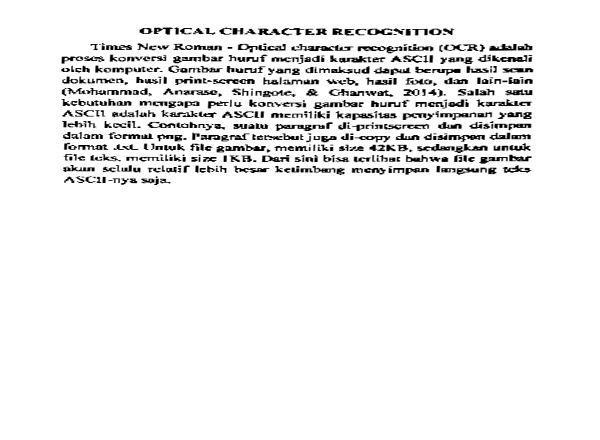 OPTICAL CHARACTER RECOGNITION
Times New Roman - Optical character recognition (OCR) adalah
proses konversi gambar huruf menjadi karakter ASCII yang dikenali
oleh komputer. Gambar huruf yang dimaksud dapat berupa hasil scan
dokumen, hasil print-screen halaman web, hasil foto, dan lain-lain
(Mohammad, Anarase, Shingote, & Ghanwat, 2014). Salah satu
kebutuhan mengapa perlu konversi gambar huruf menjadi karakter
ASCII adalah karakter ASCII memiliki kapasitas penyimpanan yang
lebih kecil. Contohnya, suatu paragraf di-printscreen dan disimpan
dalam format png. Paragraf tersebut juga di-copy dan disimpan dalam
format .txt. Untuk file gambar, memiliki size 42KB, sedangkan untuk
file teks, memiliki size 1KB. Dari sini bisa terlihat bahwa file gambar
akan selalu relatif lebih besar ketimbang menyimpan langsung teks
ASCII-nya saja.